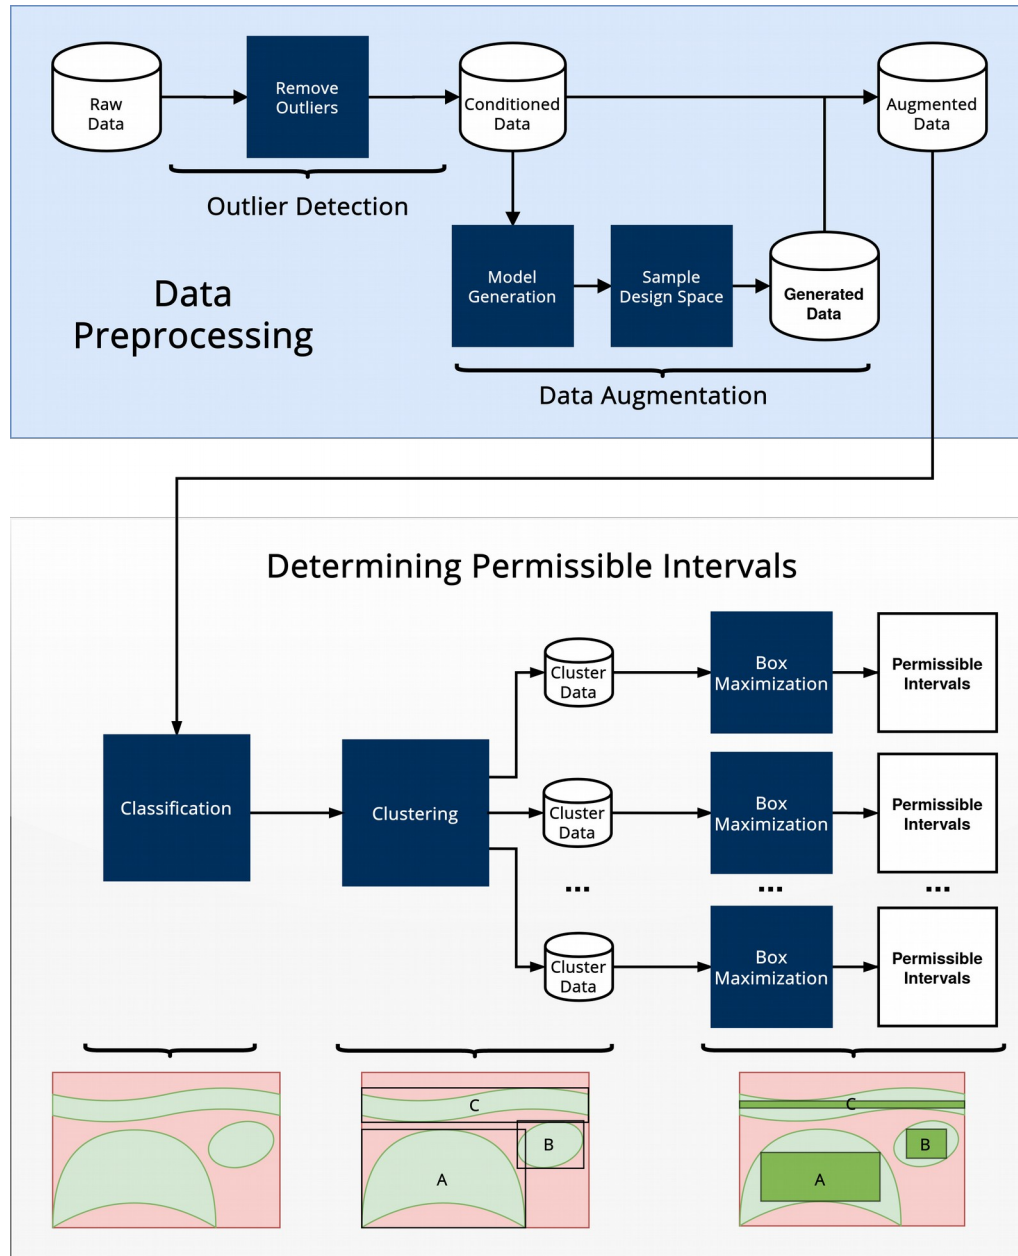 Raw
Data
Remove
Outliers
Conditioned
Data
Augmented
Data
Outlier Detection
Model
Generation
Sample
Design Space
Generated
Data
Data
Preprocessing
Data Augmentation
Determining Permissible Intervals
Cluster
Data
Box
Maximization
Permissible
Intervals
Classification
Clustering
Cluster
Data
Box
Maximization
Permissible
Intervals
...
...
...
Cluster
Data
Box
Maximization
Permissible
Intervals
C
B
A
C
B
A